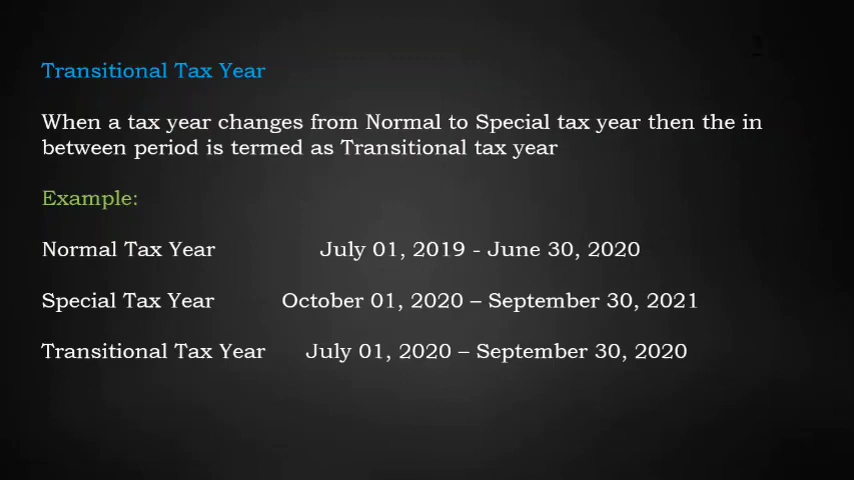 Transitional Tax Year
When a tax year changes from Normal to Special tax year then the in
between period is termed as Transitional tax year
Example:
Normal Tax Year July 01, 2019 - June 30, 2020
Special Tax Year October 01, 2020 – September 30, 2021
Transitional Tax Year July 01, 2020 – September 30, 2020